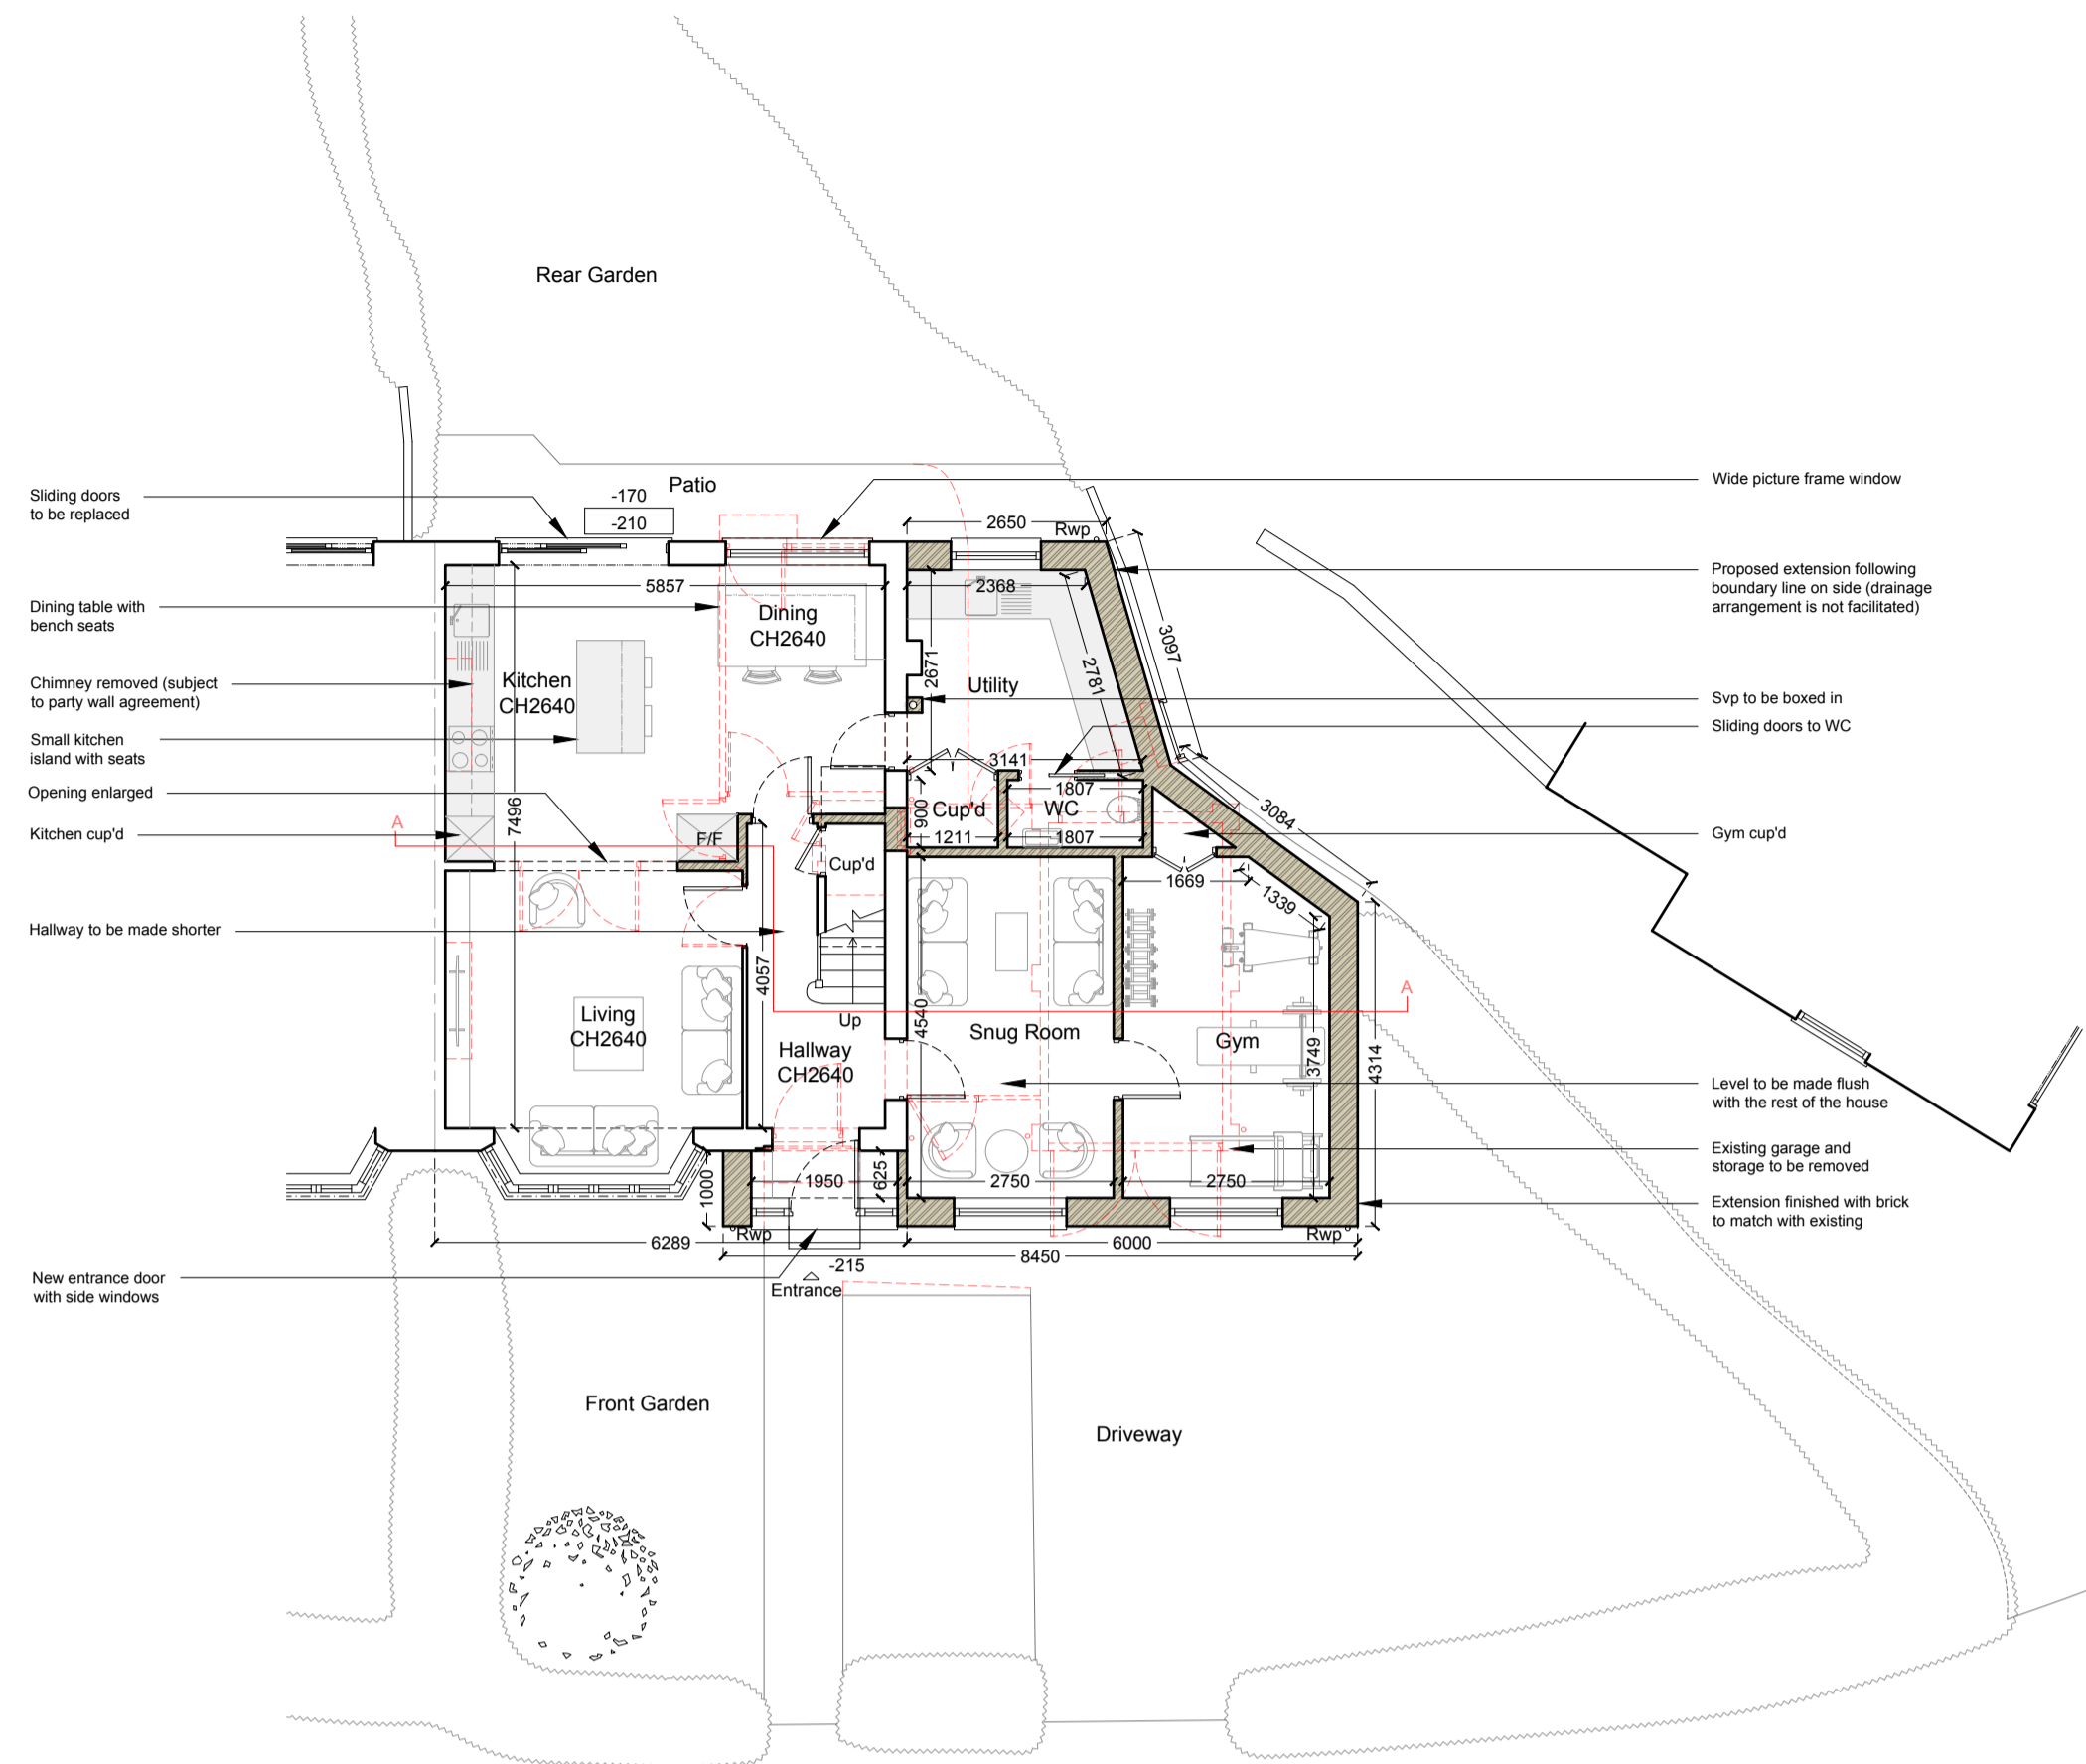 Rear Garden
Patio
-170
-210
Wide picture frame window
Sliding doors
to be replaced
2650
Rwp
5857
2368
Proposed extension following
boundary line on side (drainage
arrangement is not facilitated)
Dining table with
bench seats
Dining
CH2640
3097
2671
2781
Chimney removed (subject
to party wall agreement)
Kitchen
CH2640
Utility
Svp to be boxed in
Sliding doors to WC
Small kitchen
island with seats
3141
Opening enlarged
1807
7496
900
Cup'd
WC
3084
Kitchen cup'd
A
F/F
1211
1807
Gym cup'd
Cup'd
1669
1339
Hallway to be made shorter
4057
4540
A
Living
CH2640
Up
Snug Room
Gym
3749
4314
Hallway
CH2640
Level to be made flush
with the rest of the house
Existing garage and
storage to be removed
1000
1950
625
2750
2750
Extension finished with brick
to match with existing
Rwp
Rwp
6289
6000
8450
New entrance door
with side windows
-215
Entrance
Front Garden
Driveway